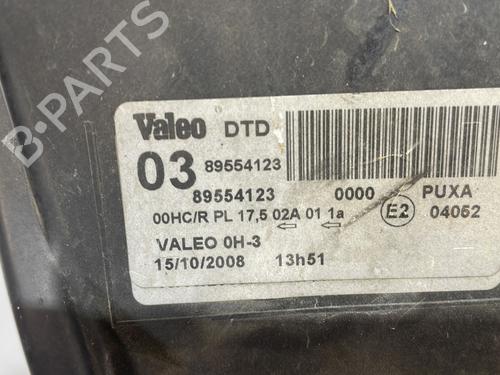 Valeo DTD
03 89554123
89554123 0000 PUXA
00HC/R PL 17,5 02A 01 1a E2 04052
VALEO 0H-3
15/10/2008 13h51
B-PARTS